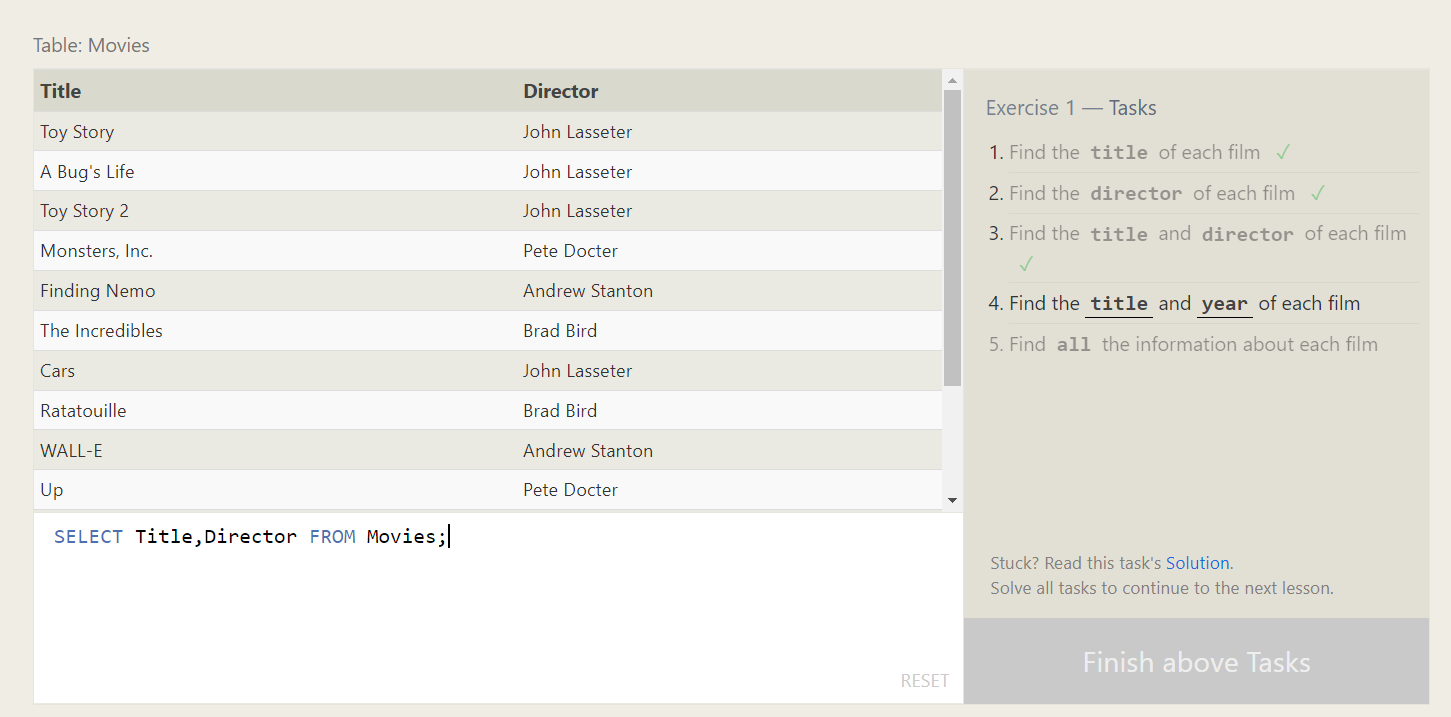 Table: Movies
Title Director
Toy Story John Lasseter
A Bug's Life John Lasseter
Toy Story 2 John Lasseter
Monsters, Inc. Pete Docter
Finding Nemo Andrew Stanton
The Incredibles Brad Bird
Cars John Lasseter
Ratatouille Brad Bird
WALL-E Andrew Stanton
Up Pete Docter
SELECT Title,Director FROM Movies;
RESET
Exercise 1 — Tasks
1. Find the title of each film ✓
2. Find the director of each film ✓
3. Find the title and director of each film
✓
4. Find the title and year of each film
5. Find all the information about each film
Stuck? Read this task's Solution.
Solve all tasks to continue to the next lesson.
Finish above Tasks